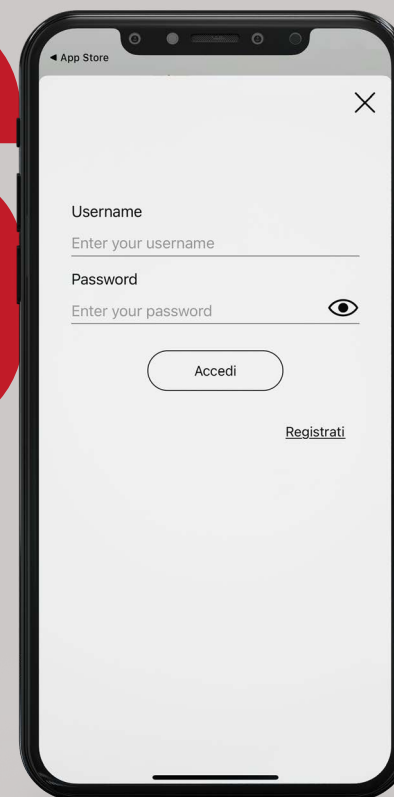 ◄ App Store
Username
Enter your username
Password
Enter your password
Accedi
Registrati